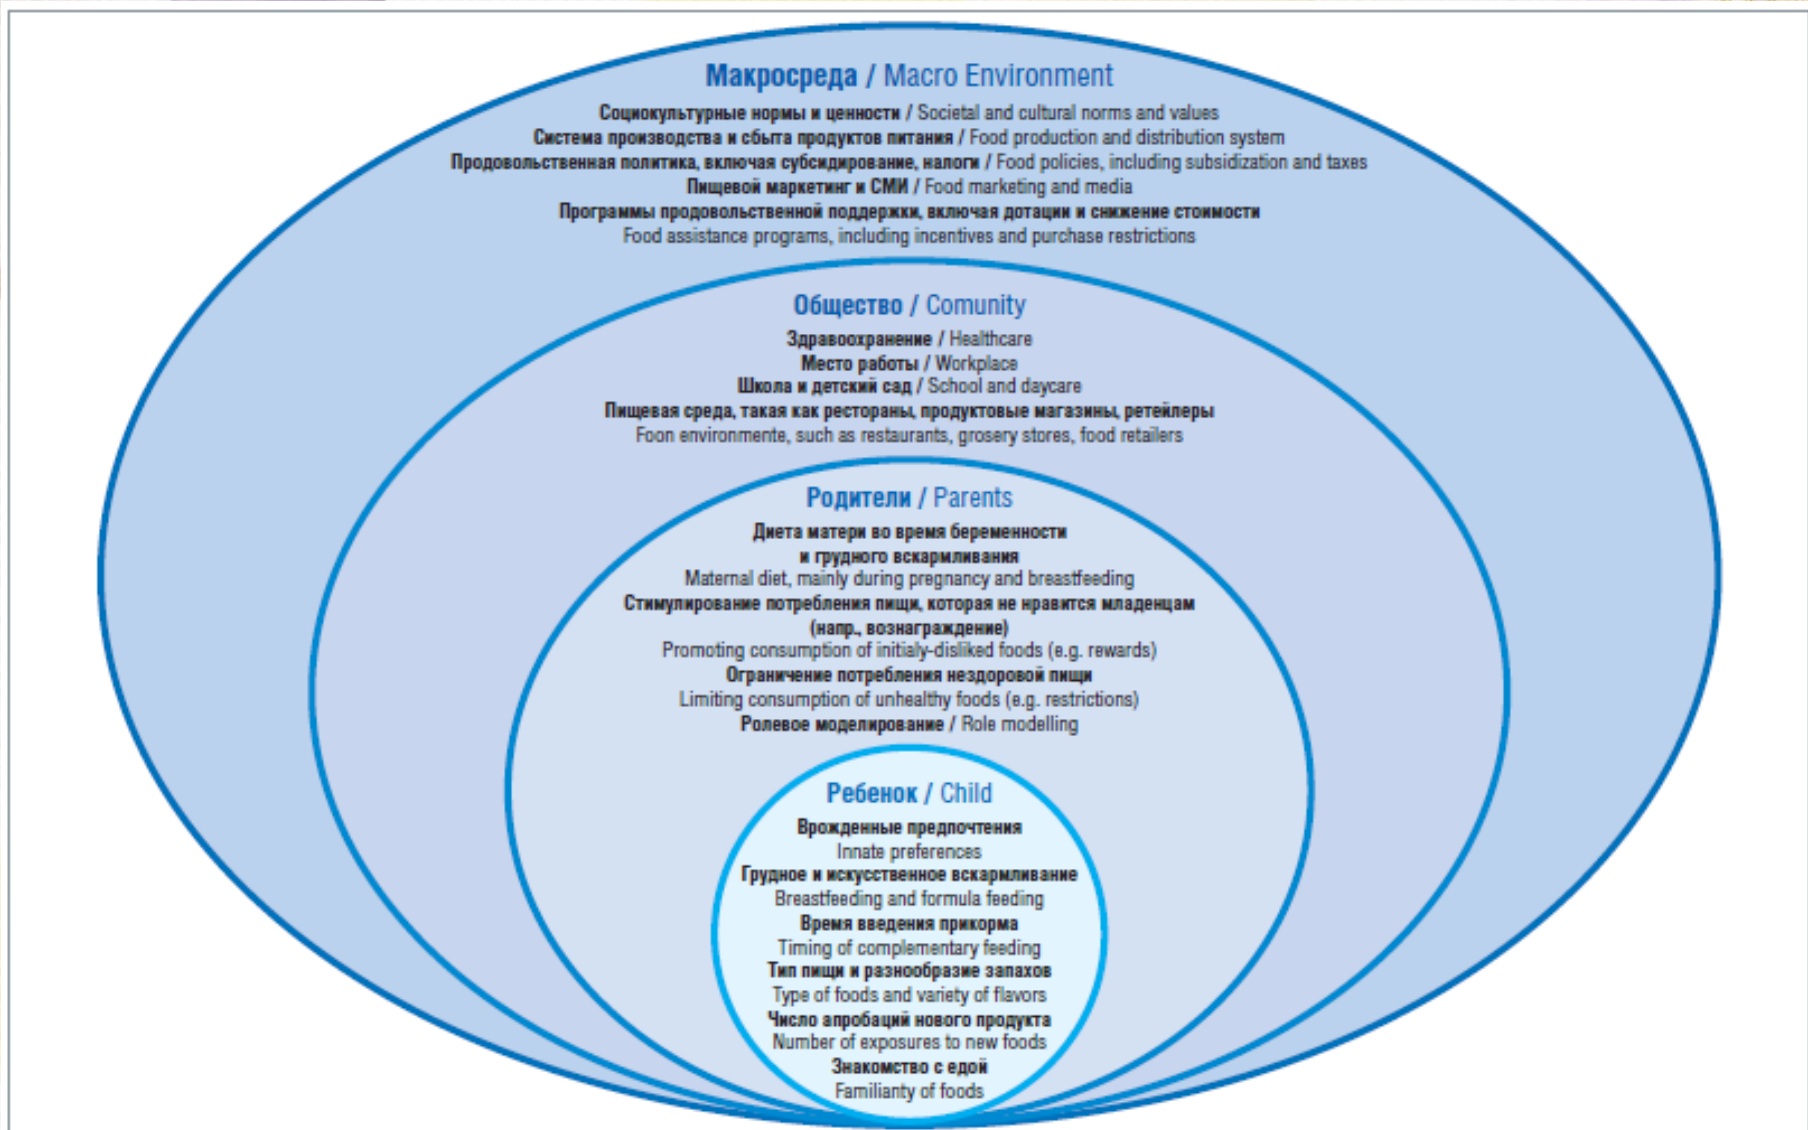 Макросреда / Macro Environment
Социокультурные нормы и ценности / Societal and cultural norms and values
Система производства и сбыта продуктов питания / Food production and distribution system
Продовольственная политика, включая субсидирование, налоги / Food policies, including subsidization and taxes
Пищевой маркетинг и СМИ / Food marketing and media
Программы продовольственной поддержки, включая дотации и снижение стоимости
Food assistance programs, including incentives and purchase restrictions
Общество / Comunity
Здравоохранение / Healthcare
Место работы / Workplace
Школа и детский сад / School and daycare
Пищевая среда, такая как рестораны, продуктовые магазины, ретейлеры
Foon environmente, such as restaurants, grosery stores, food retailers
Родители / Parents
Диета матери во время беременности
и грудного вскармливания
Maternal diet, mainly during pregnancy and breastfeeding
Стимулирование потребления пищи, которая не нравится младенцам
(напр., вознаграждение)
Promoting consumption of initialy-disliked foods (e.g. rewards)
Ограничение потребления нездоровой пищи
Limiting consumption of unhealthy foods (e.g. restrictions)
Ролевое моделирование / Role modelling
Ребенок / Child
Врожденные предпочтения
Innate preferences
Грудное и искусственное вскармливание
Breastfeeding and formula feeding
Время введения прикорма
Timing of complementary feeding
Тип пищи и разнообразие запахов
Type of foods and variety of flavors
Число апробаций нового продукта
Number of exposures to new foods
Знакомство с едой
Familianty of foods